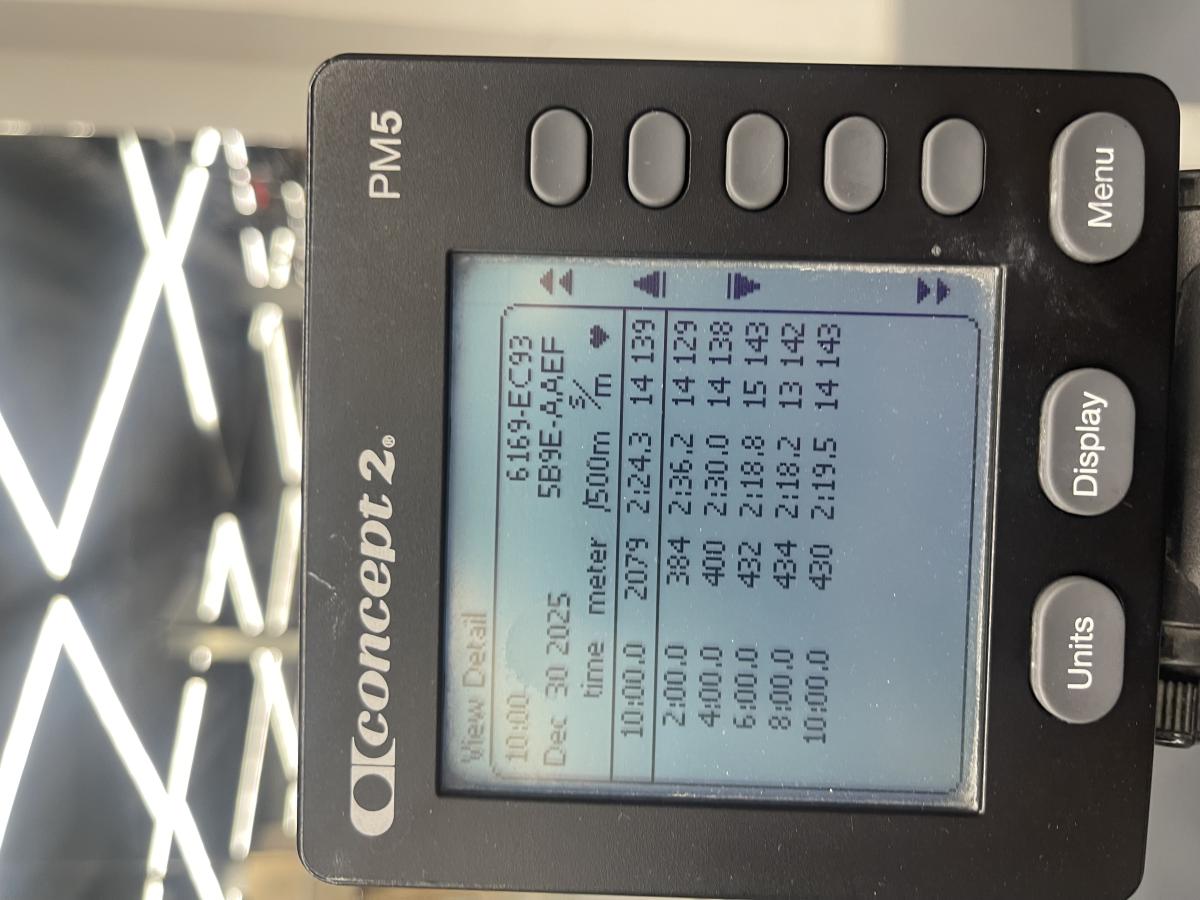 concept 2®
PM5
View Detail
10:00 6169-EC93
Dec 30 2025 5B9E-AAEF
time meter /500m s/m ♥
10:00.0 2079 2:24.3 14 139
2:00.0 384 2:36.2 14 129
4:00.0 400 2:30.0 14 138
6:00.0 432 2:18.8 15 143
8:00.0 434 2:18.2 13 142
10:00.0 430 2:19.5 14 143
Units
Display
Menu